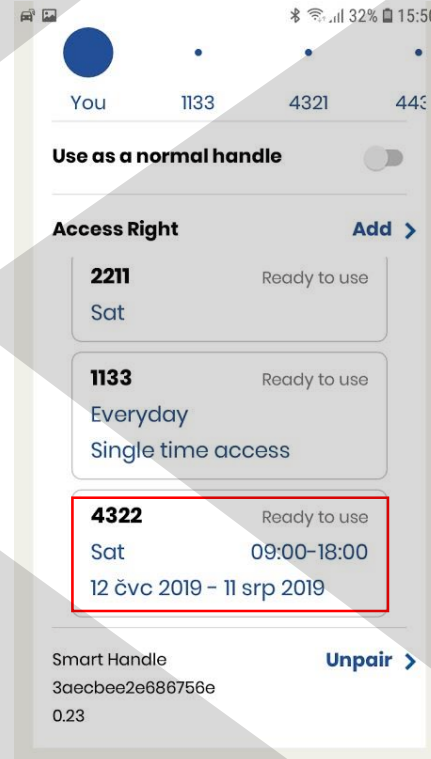 32% 15:50
You 1133 4321 443
Use as a normal handle
Access Right Add >
2211 Ready to use
Sat
1133 Ready to use
Everyday
Single time access
4322 Ready to use
Sat 09:00-18:00
12 čvc 2019 - 11 srp 2019
Smart Handle Unpair >
3aecbee2e686756e
0.23